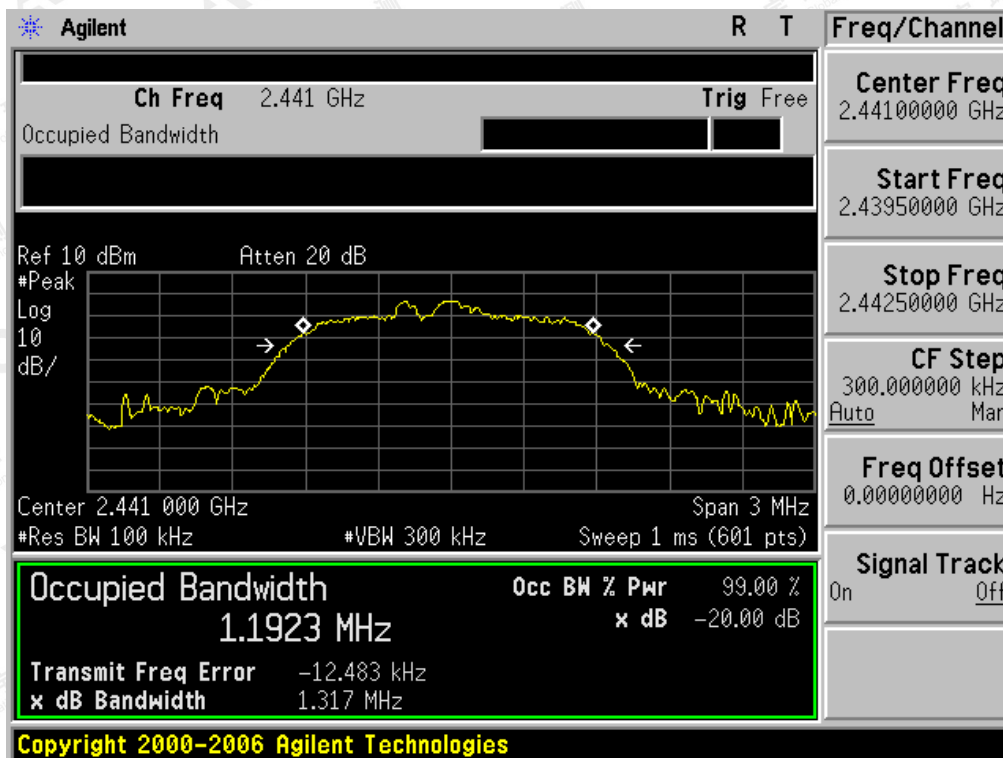 Agilent R T
Freq/Channel
Ch Freq 2.441 GHz Trig Free
Occupied Bandwidth
Center Freq
2.44100000 GHz
Start Freq
2.43950000 GHz
Stop Freq
2.44250000 GHz
CF Step
300.000000 kHz
Auto Man
Freq Offset
0.00000000 Hz
Signal Track
On Off
Ref 10 dBm Atten 20 dB
#Peak
Log
10
dB/
Center 2.441 000 GHz Span 3 MHz
#Res BW 100 kHz #VBW 300 kHz Sweep 1 ms (601 pts)
Occupied Bandwidth
1.1923 MHz
Occ BW % Pwr 99.00 %
x dB -20.00 dB
Transmit Freq Error -12.483 kHz
x dB Bandwidth 1.317 MHz
Copyright 2000-2006 Agilent Technologies